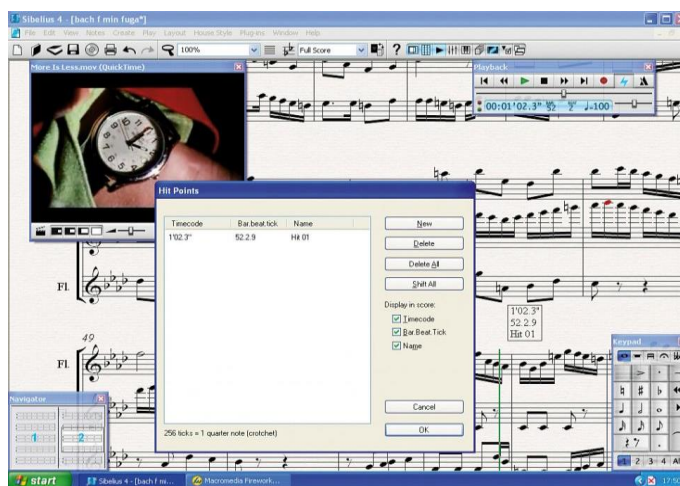 Sibelius 4 - [bach f min fuga*]
File Edit View Notes Create Play Layout House Style Plug-ins Window Help
100% Full Score
More Is Less.mov (QuickTime)
Playback
00:01'02.3" 52 2 ♩=100
Hit Points
Timecode Bar.beat.tick Name
1'02.3" 52.2.9 Hit 01
New
Delete
Delete All
Shift All
Display in score:
Timecode
Bar.Beat.Tick
Name
Cancel
OK
256 ticks = 1 quarter note (crotchet)
Fl.
1'02.3"
52.2.9
Hit 01
49
Fl.
Keypad
1 2 3 4 All
Navigator
1 2
start Sibelius 4 - [bach f mi... Macromedia Firework...